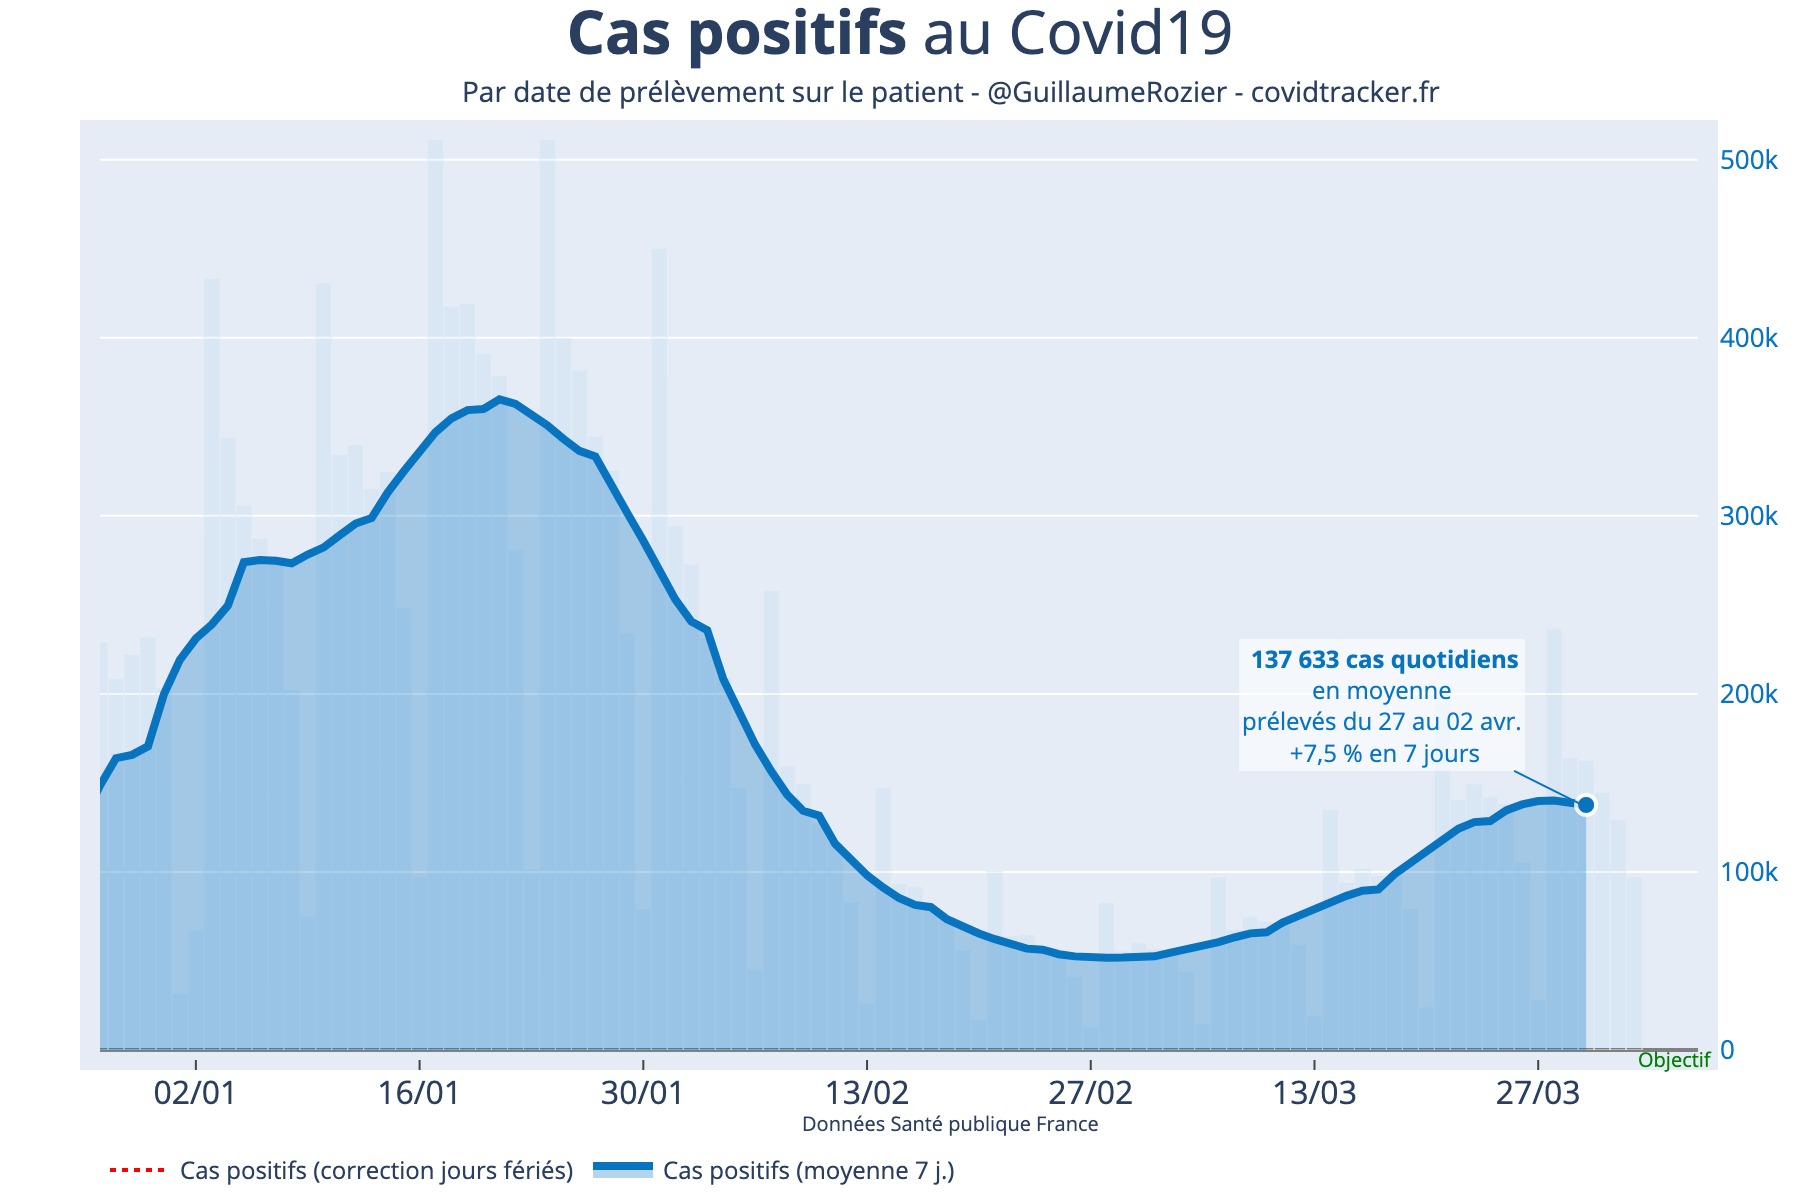 Cas positifs au Covid19
Par date de prélèvement sur le patient - @GuillaumeRozier - covidtracker.fr
500k
400k
300k
200k
100k
0
137 633 cas quotidiens
en moyenne
prélevés du 27 au 02 avr.
+7,5 % en 7 jours
Objectif
02/01 16/01 30/01 13/02 27/02 13/03 27/03
Données Santé publique France
Cas positifs (correction jours fériés) Cas positifs (moyenne 7 j.)